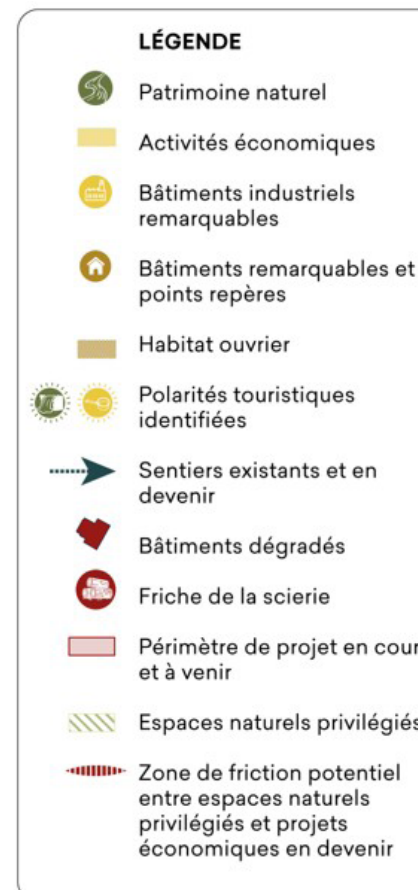 LÉGENDE
Patrimoine naturel
Activités économiques
Bâtiments industriels
remarquables
Bâtiments remarquables et
points repères
Habitat ouvrier
Polarités touristiques
identifiées
Sentiers existants et en
devenir
Bâtiments dégradés
Friche de la scierie
Périmètre de projet en cour
et à venir
Espaces naturels privilégiés
Zone de friction potentiel
entre espaces naturels
privilégiés et projets
économiques en devenir